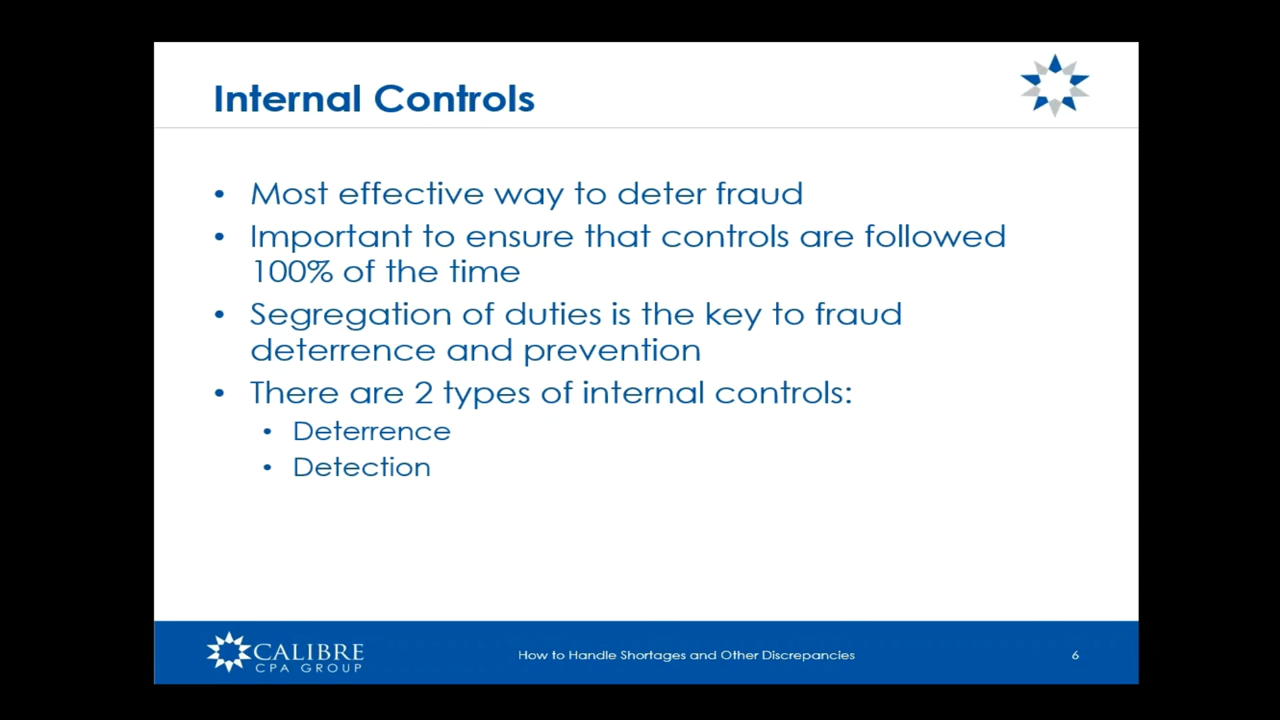 Internal Controls
• Most effective way to deter fraud
• Important to ensure that controls are followed
100% of the time
• Segregation of duties is the key to fraud
deterrence and prevention
• There are 2 types of internal controls:
• Deterrence
• Detection
CALIBRE
CPA GROUP
How to Handle Shortages and Other Discrepancies
6